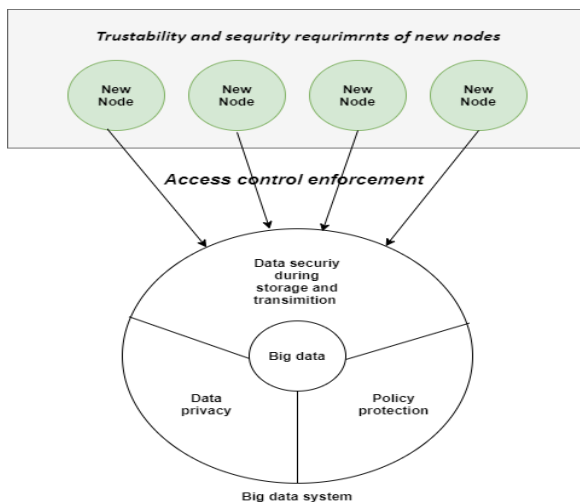 Trustability and sequrity requrimrnts of new nodes
New
Node
New
Node
New
Node
New
Node
Access control enforcement
Data securiy
during
storage and
transimition
Big data
Data
privacy
Policy
protection
Big data system